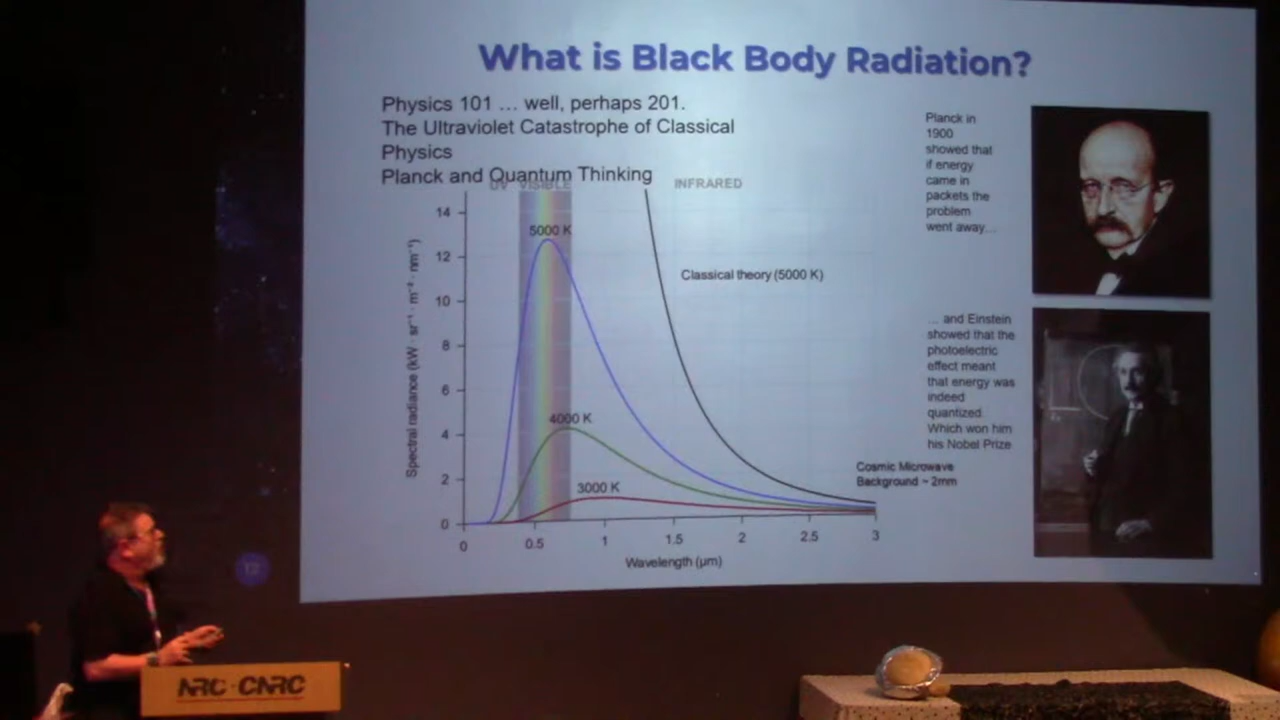 What is Black Body Radiation?
Physics 101 ... well, perhaps 201.
The Ultraviolet Catastrophe of Classical
Physics
Planck and Quantum Thinking
UV VISIBLE INFRARED
14
12
10
8
6
4
2
0
Spectral radiance (kW · sr⁻¹ · m⁻² · nm⁻¹)
5000 K
4000 K
3000 K
Classical theory (5000 K)
0 0.5 1 1.5 2 2.5 3
Wavelength (μm)
Planck in
1900
showed that
if energy
came in
packets the
problem
went away...
... and Einstein
showed that the
photoelectric
effect meant
that energy was
indeed
quantized.
Which won him
his Nobel Prize
Cosmic Microwave
Background ~ 2mm
NRC·CNRC